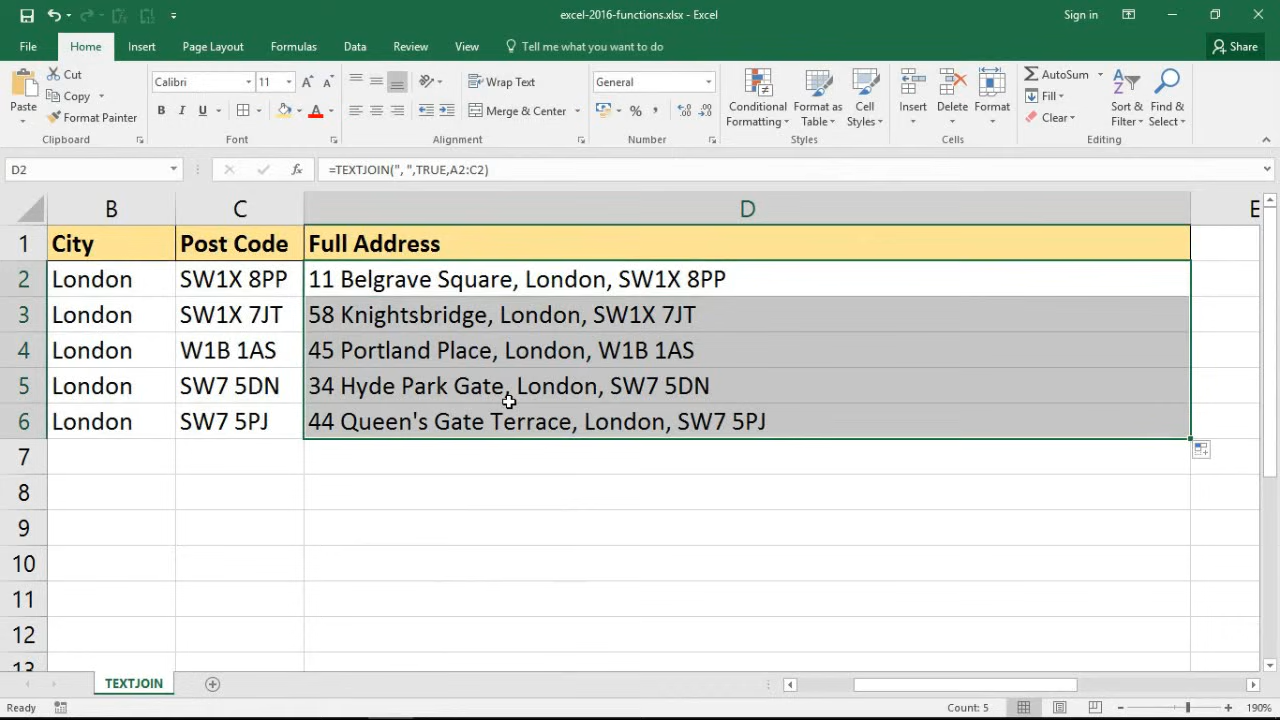 excel-2016-functions.xlsx - Excel
Sign in
File Home Insert Page Layout Formulas Data Review View Tell me what you want to do Share
Paste
Cut
Copy
Format Painter
Clipboard
Calibri 11
B I U
Font
Wrap Text
Merge & Center
Alignment
General
%
Number
Conditional Formatting
Format as Table
Cell Styles
Styles
Insert
Delete
Format
Cells
AutoSum
Fill
Clear
Sort & Filter
Find & Select
Editing
D2 fx =TEXTJOIN(", ",TRUE,A2:C2)
B C D E
1 City Post Code Full Address
2 London SW1X 8PP 11 Belgrave Square, London, SW1X 8PP
3 London SW1X 7JT 58 Knightsbridge, London, SW1X 7JT
4 London W1B 1AS 45 Portland Place, London, W1B 1AS
5 London SW7 5DN 34 Hyde Park Gate, London, SW7 5DN
6 London SW7 5PJ 44 Queen's Gate Terrace, London, SW7 5PJ
7
8
9
10
11
12
13
TEXTJOIN
Ready Count: 5 190%